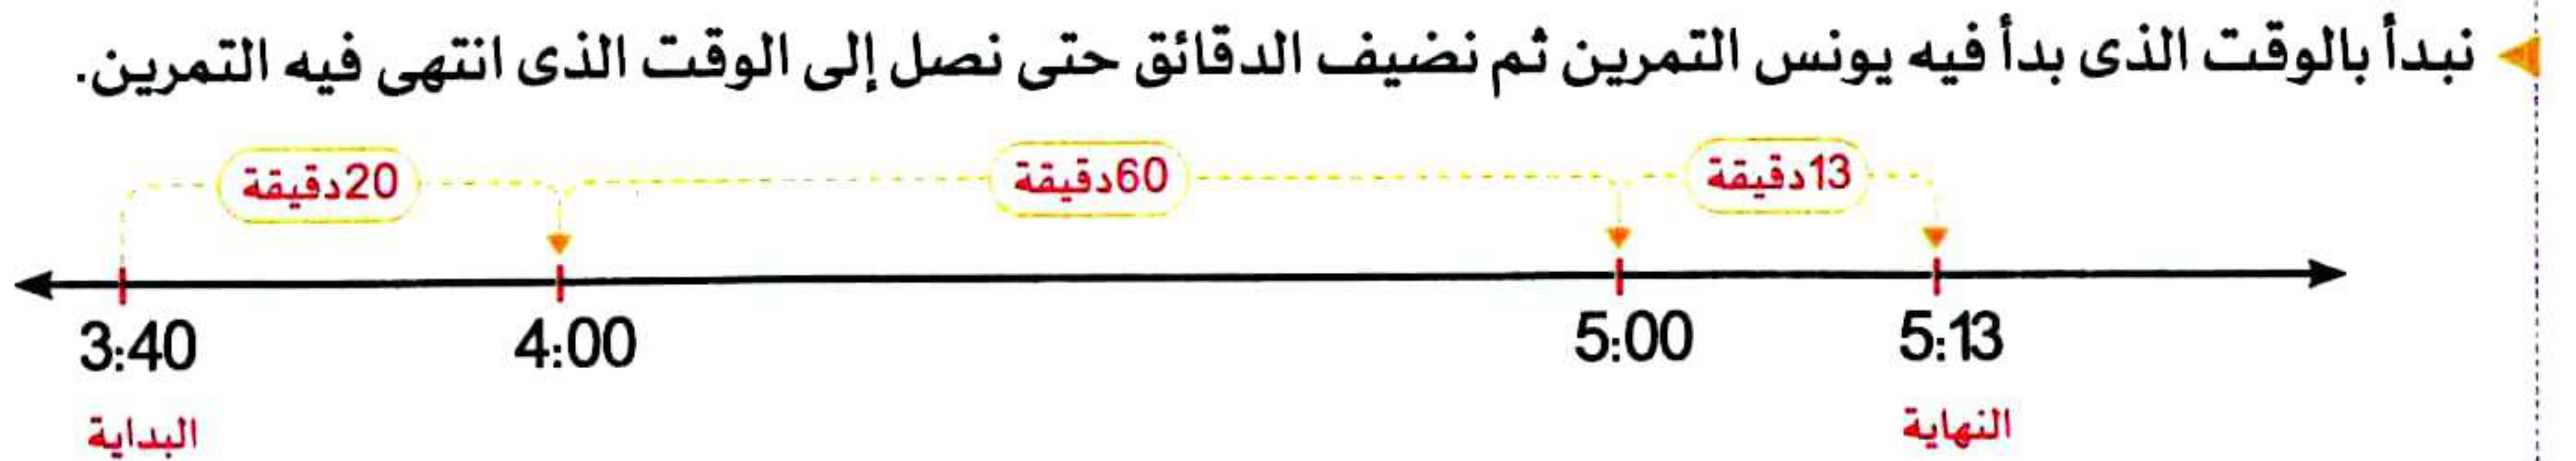 نبدأ بالوقت الذى بدأ فيه يونس التمرين ثم نضيف الدقائق حتى نصل إلى الوقت الذى انتهى فيه التمرين.
20دقيقة 60دقيقة 13دقيقة
3:40 4:00 5:00 5:13
البداية النهاية